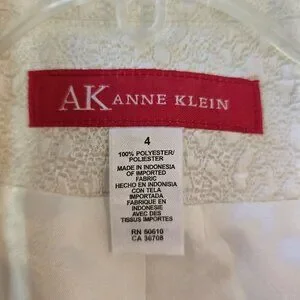 AK ANNE KLEIN
4
100% POLYESTER/
POLIESTER
MADE IN INDONESIA
OF IMPORTED
FABRIC
HECHO EN INDONISIA
CON TELA
IMPORTADA
FABRIQUE EN
INDONESIE
AVEC DES
TISSUS IMPORTES
RN 50610
CA 36708